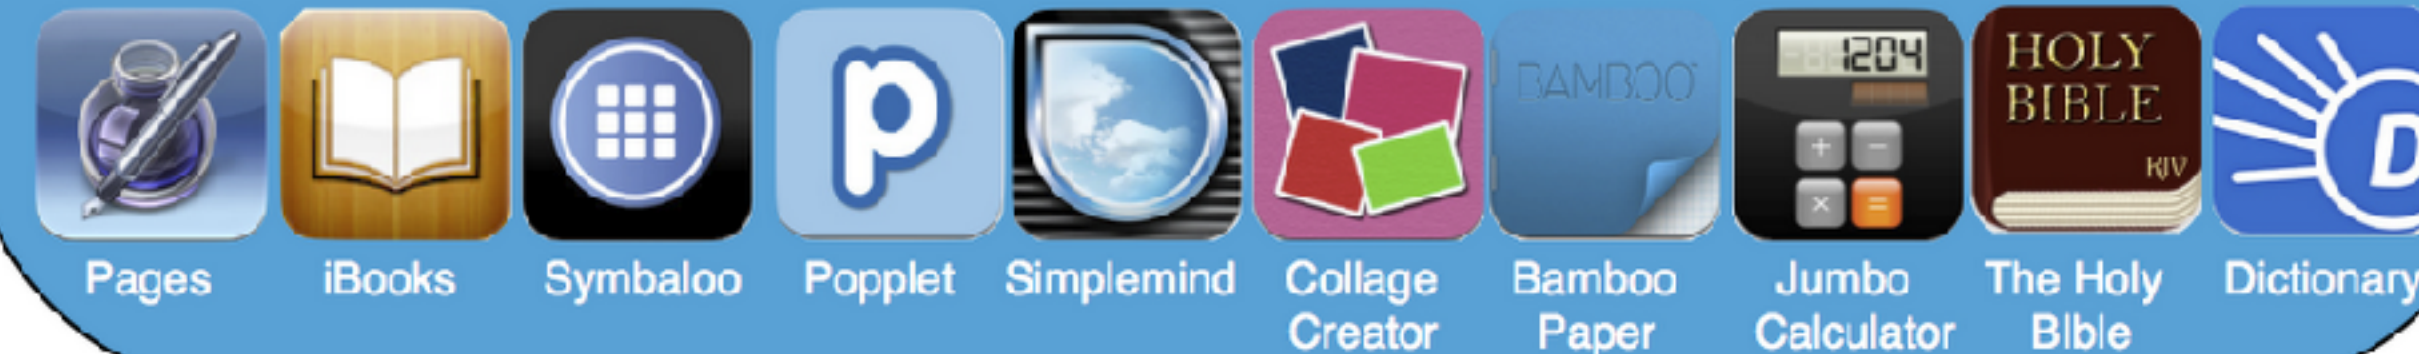 p
BAMBOO
1204
+ −
× =
HOLY
BIBLE
KJV
D
Pages
iBooks
Symbaloo
Popplet
Simplemind
Collage
Creator
Bamboo
Paper
Jumbo
Calculator
The Holy
BIble
Dictionary